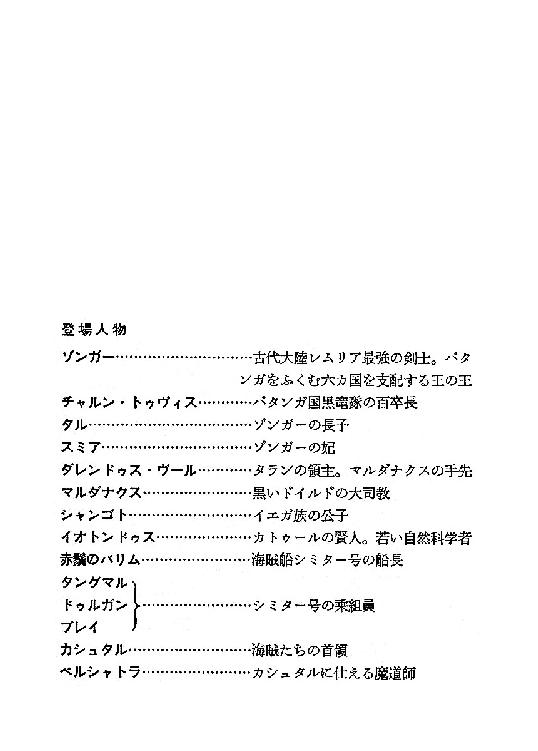 登場人物
ゾンガー……………………………古代大陸レムリア最強の剣士。パタ
ンガをふくむ六カ国を支配する王の王
チャルン・トゥヴィス…………パタンガ国黒竜隊の百卒長
タル…………………………………ゾンガーの長子
スミア………………………………ゾンガーの妃
ダレンドゥス・ヴール…………タランの領主。マルダナクスの手先
マルダナクス………………………黒いドイルドの大司教
シャンゴト…………………………イエガ族の公子
イオトンドゥス……………………カトゥールの賢人。若い自然科学者
赤鬚のバリム………………………海賊船シミター号の船長
タングマル
ドゥルガン………………………シミター号の乗組員
ブレイ
カシュタル…………………………海賊たちの首領
ベルシャトラ………………………カシュタルに仕える魔道師